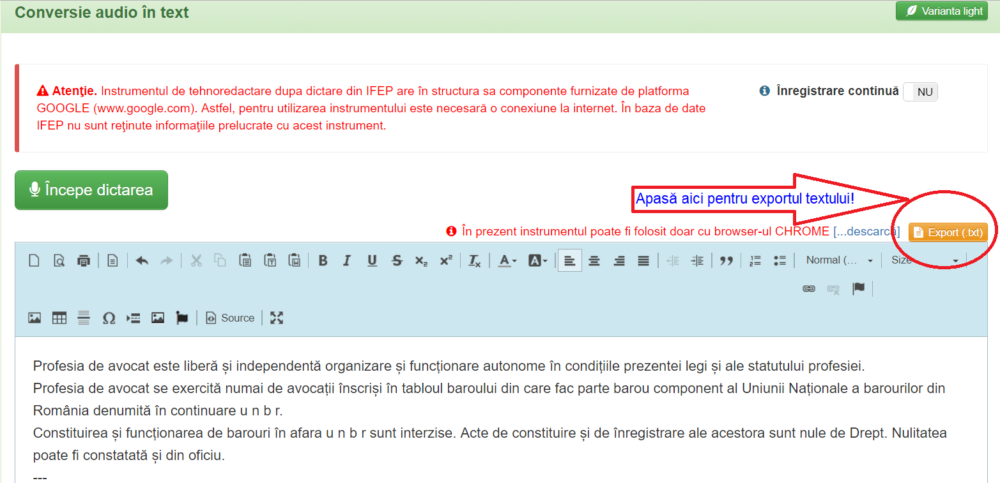 Conversie audio în text
Varianta light
Atenţie. Instrumentul de tehnoredactare dupa dictare din IFEP are în structura sa componente furnizate de platforma
GOOGLE (www.google.com). Astfel, pentru utilizarea instrumentului este necesară o conexiune la internet. În baza de date
IFEP nu sunt reţinute informaţiile prelucrate cu acest instrument.
Înregistrare continuă NU
Începe dictarea
Apasă aici pentru exportul textului!
În prezent instrumentul poate fi folosit doar cu browser-ul CHROME [...descarcă]
Export (.txt)
Normal (...
Size
Source
Profesia de avocat este liberă și independentă organizare și funcționare autonome în condițiile prezentei legi și ale statutului profesiei.
Profesia de avocat se exercită numai de avocații înscriși în tabloul baroului din care fac parte barou component al Uniunii Naționale a barourilor din
România denumită în continuare u n b r.
Constituirea și funcționarea de barouri în afara u n b r sunt interzise. Acte de constituire și de înregistrare ale acestora sunt nule de Drept. Nulitatea
poate fi constatată și din oficiu.
---